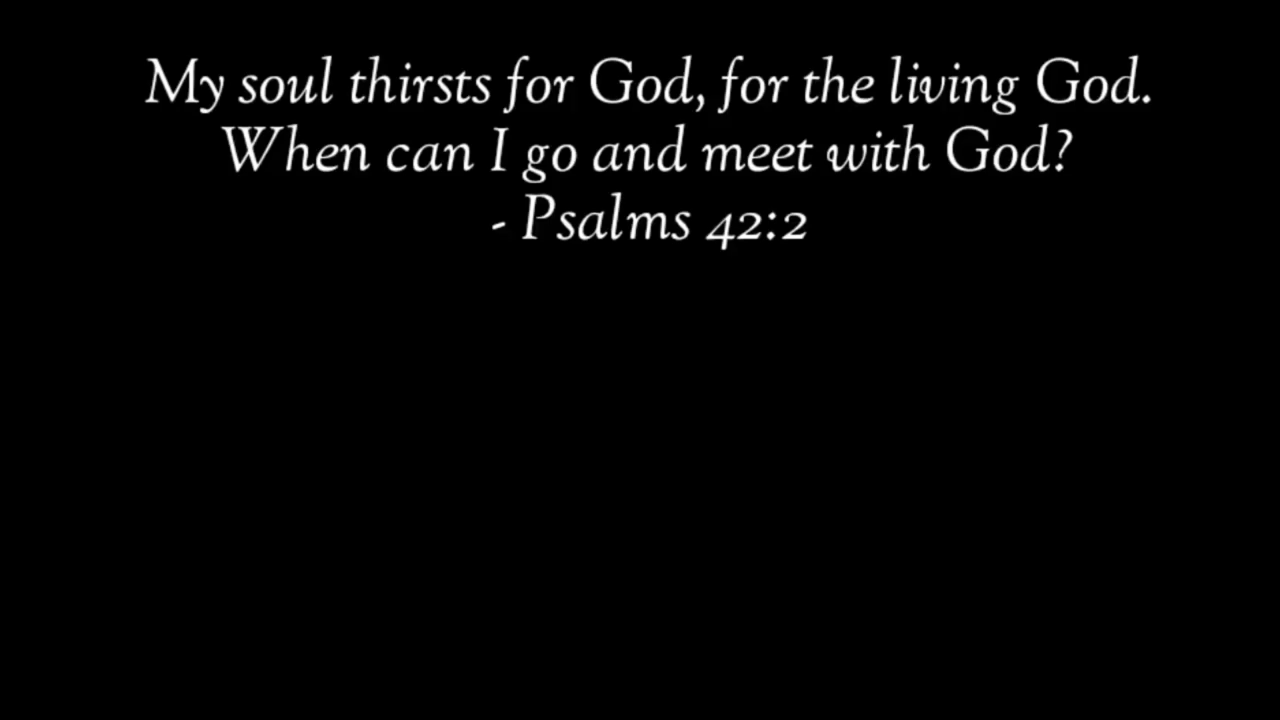 My soul thirsts for God, for the living God.
When can I go and meet with God?
- Psalms 42:2